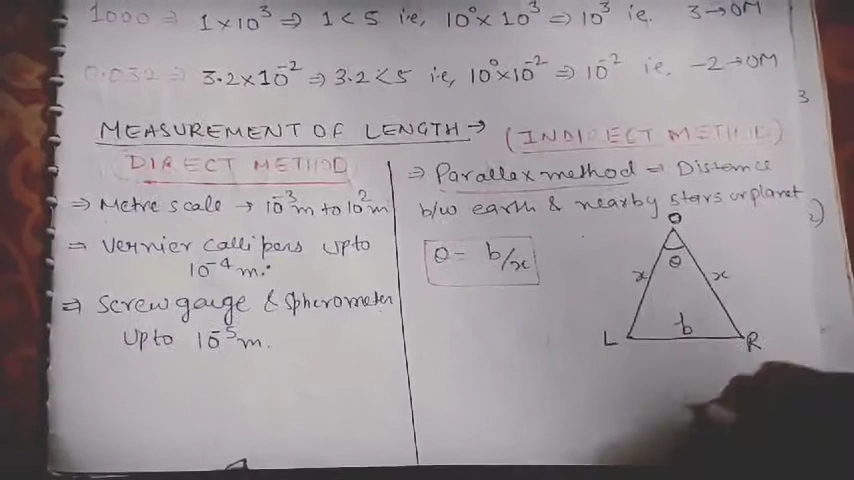 1000 ⇒ 1×10³ ⇒ 1 < 5 i.e, 10⁰× 10³ ⇒ 10³ ie. 3→OM
0.032 ⇒ 3.2×10⁻² ⇒ 3.2<5 i.e, 10⁰×10⁻² ⇒ 10⁻² i.e. -2→OM
3
MEASUREMENT OF LENGTH →
(INDIRECT METHOD)
DIRECT METHOD
⇒ Metre scale → 10⁻³m to 10²m
⇒ Vernier Callipers upto
10⁻⁴ m.
⇒ Screw gauge & Spherometer
Upto 10⁻⁵m.
⇒ Parallex method ⇒ Distance
b/w earth & nearby stars or planet
2)
θ = b/x
O
θ
x x
b
L R